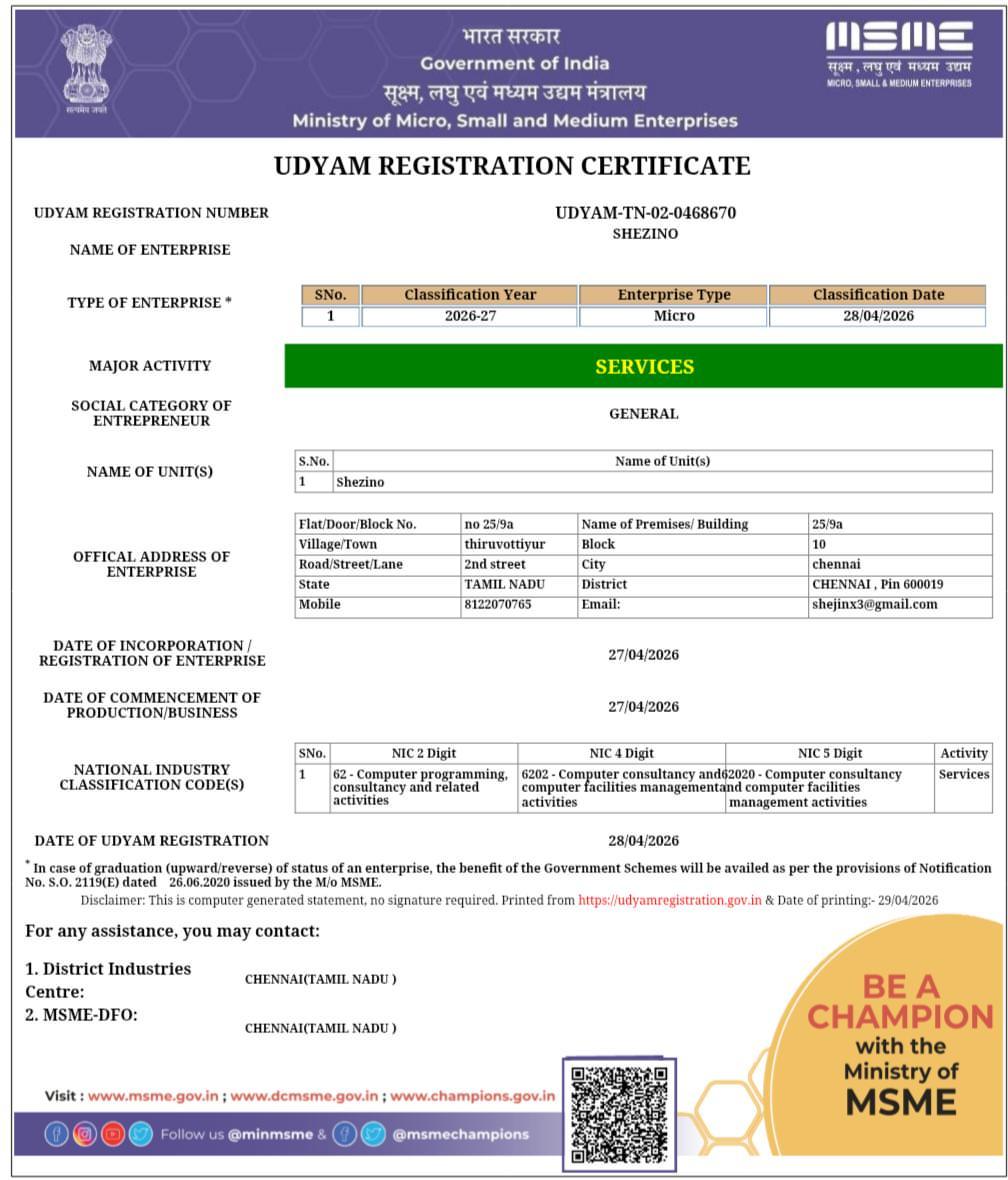 भारत सरकार
Government of India
सूक्ष्म, लघु एवं मध्यम उद्यम मंत्रालय
Ministry of Micro, Small and Medium Enterprises
सत्यमेव जयते
MSME
सूक्ष्म, लघु एवं मध्यम उद्यम
MICRO, SMALL & MEDIUM ENTERPRISES
UDYAM REGISTRATION CERTIFICATE
UDYAM REGISTRATION NUMBER UDYAM-TN-02-0468670
NAME OF ENTERPRISE SHEZINO
TYPE OF ENTERPRISE *
SNo. Classification Year Enterprise Type Classification Date
1 2026-27 Micro 28/04/2026
MAJOR ACTIVITY SERVICES
SOCIAL CATEGORY OF
ENTREPRENEUR
GENERAL
NAME OF UNIT(S)
S.No. Name of Unit(s)
1 Shezino
OFFICAL ADDRESS OF
ENTERPRISE
Flat/Door/Block No. no 25/9a Name of Premises/ Building 25/9a
Village/Town thiruvottiyur Block 10
Road/Street/Lane 2nd street City chennai
State TAMIL NADU District CHENNAI , Pin 600019
Mobile 8122070765 Email: shejinx3@gmail.com
DATE OF INCORPORATION /
REGISTRATION OF ENTERPRISE
27/04/2026
DATE OF COMMENCEMENT OF
PRODUCTION/BUSINESS
27/04/2026
NATIONAL INDUSTRY
CLASSIFICATION CODE(S)
SNo. NIC 2 Digit NIC 4 Digit NIC 5 Digit Activity
1 62 - Computer programming, 6202 - Computer consultancy and 62020 - Computer consultancy Services
consultancy and related computer facilities management and computer facilities
activities activities management activities
DATE OF UDYAM REGISTRATION 28/04/2026
* In case of graduation (upward/reverse) of status of an enterprise, the benefit of the Government Schemes will be availed as per the provisions of Notification
No. S.O. 2119(E) dated 26.06.2020 issued by the M/o MSME.
Disclaimer: This is computer generated statement, no signature required. Printed from https://udyamregistration.gov.in & Date of printing:- 29/04/2026
For any assistance, you may contact:
1. District Industries
Centre:
CHENNAI(TAMIL NADU )
2. MSME-DFO:
CHENNAI(TAMIL NADU )
BE A
CHAMPION
with the
Ministry of
MSME
Visit : www.msme.gov.in ; www.dcmsme.gov.in ; www.champions.gov.in
Follow us @minmsme & @msmechampions